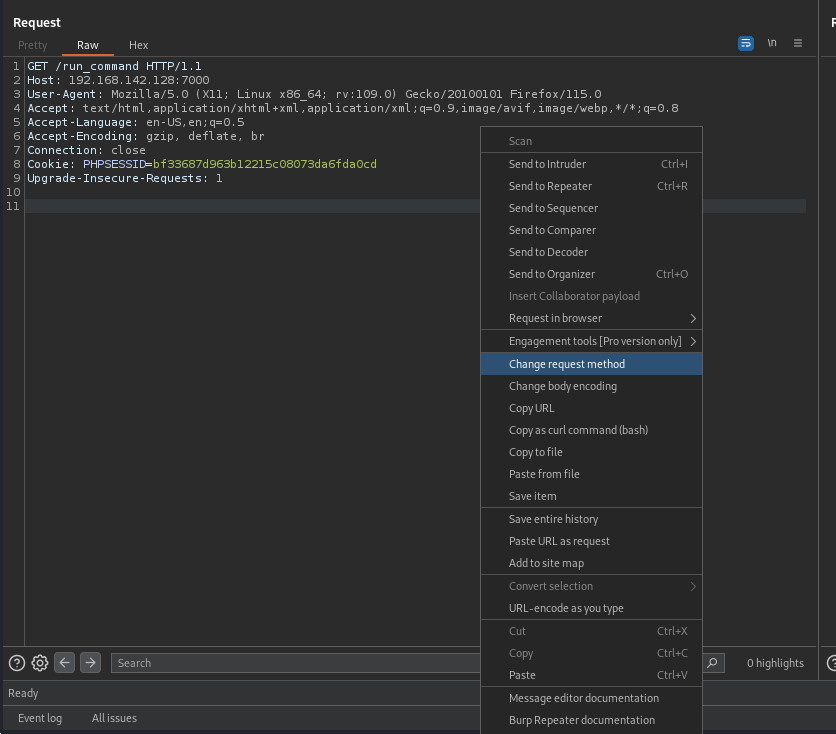 Request
R
Pretty Raw Hex
\n
1 GET /run_command HTTP/1.1
2 Host: 192.168.142.128:7000
3 User-Agent: Mozilla/5.0 (X11; Linux x86_64; rv:109.0) Gecko/20100101 Firefox/115.0
4 Accept: text/html,application/xhtml+xml,application/xml;q=0.9,image/avif,image/webp,*/*;q=0.8
5 Accept-Language: en-US,en;q=0.5
6 Accept-Encoding: gzip, deflate, br
7 Connection: close
8 Cookie: PHPSESSID=bf33687d963b12215c08073da6fda0cd
9 Upgrade-Insecure-Requests: 1
10
11
Scan
Send to Intruder Ctrl+I
Send to Repeater Ctrl+R
Send to Sequencer
Send to Comparer
Send to Decoder
Send to Organizer Ctrl+O
Insert Collaborator payload
Request in browser
Engagement tools [Pro version only]
Change request method
Change body encoding
Copy URL
Copy as curl command (bash)
Copy to file
Paste from file
Save item
Save entire history
Paste URL as request
Add to site map
Convert selection
URL-encode as you type
Cut Ctrl+X
Copy Ctrl+C
Paste Ctrl+V
Message editor documentation
Burp Repeater documentation
? Search 0 highlights
Ready
Event log All issues